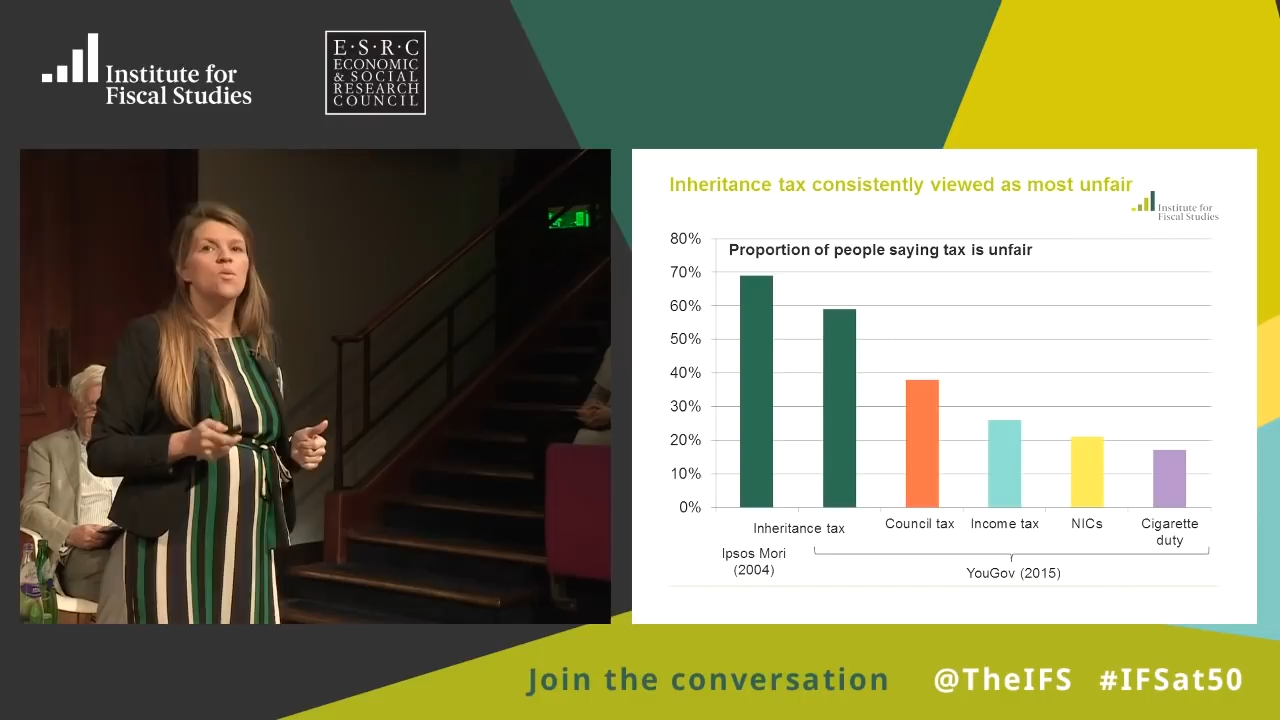 Institute for
Fiscal Studies
E·S·R·C
ECONOMIC
& SOCIAL
RESEARCH
COUNCIL
Inheritance tax consistently viewed as most unfair
Institute for
Fiscal Studies
Proportion of people saying tax is unfair
80%
70%
60%
50%
40%
30%
20%
10%
0%
Inheritance tax
Council tax
Income tax
NICs
Cigarette
duty
Ipsos Mori
(2004)
YouGov (2015)
Join the conversation @TheIFS #IFSat50